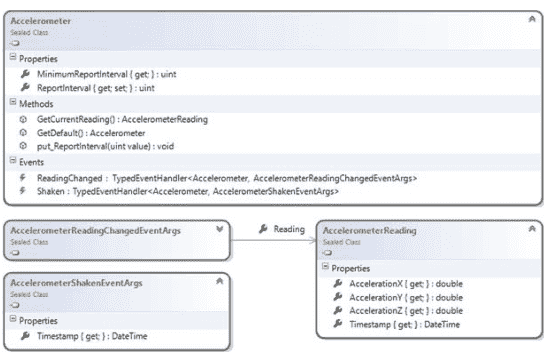 Accelerometer
Sealed Class
Properties
MinimumReportInterval { get; } : uint
ReportInterval { get; set; } : uint
Methods
GetCurrentReading() : AccelerometerReading
GetDefault() : Accelerometer
put_ReportInterval(uint value) : void
Events
ReadingChanged : TypedEventHandler<Accelerometer, AccelerometerReadingChangedEventArgs>
Shaken : TypedEventHandler<Accelerometer, AccelerometerShakenEventArgs>
AccelerometerReadingChangedEventArgs
Sealed Class
Reading
AccelerometerReading
Sealed Class
Properties
AccelerationX { get; } : double
AccelerationY { get; } : double
AccelerationZ { get; } : double
Timestamp { get; } : DateTime
AccelerometerShakenEventArgs
Sealed Class
Properties
Timestamp { get; } : DateTime